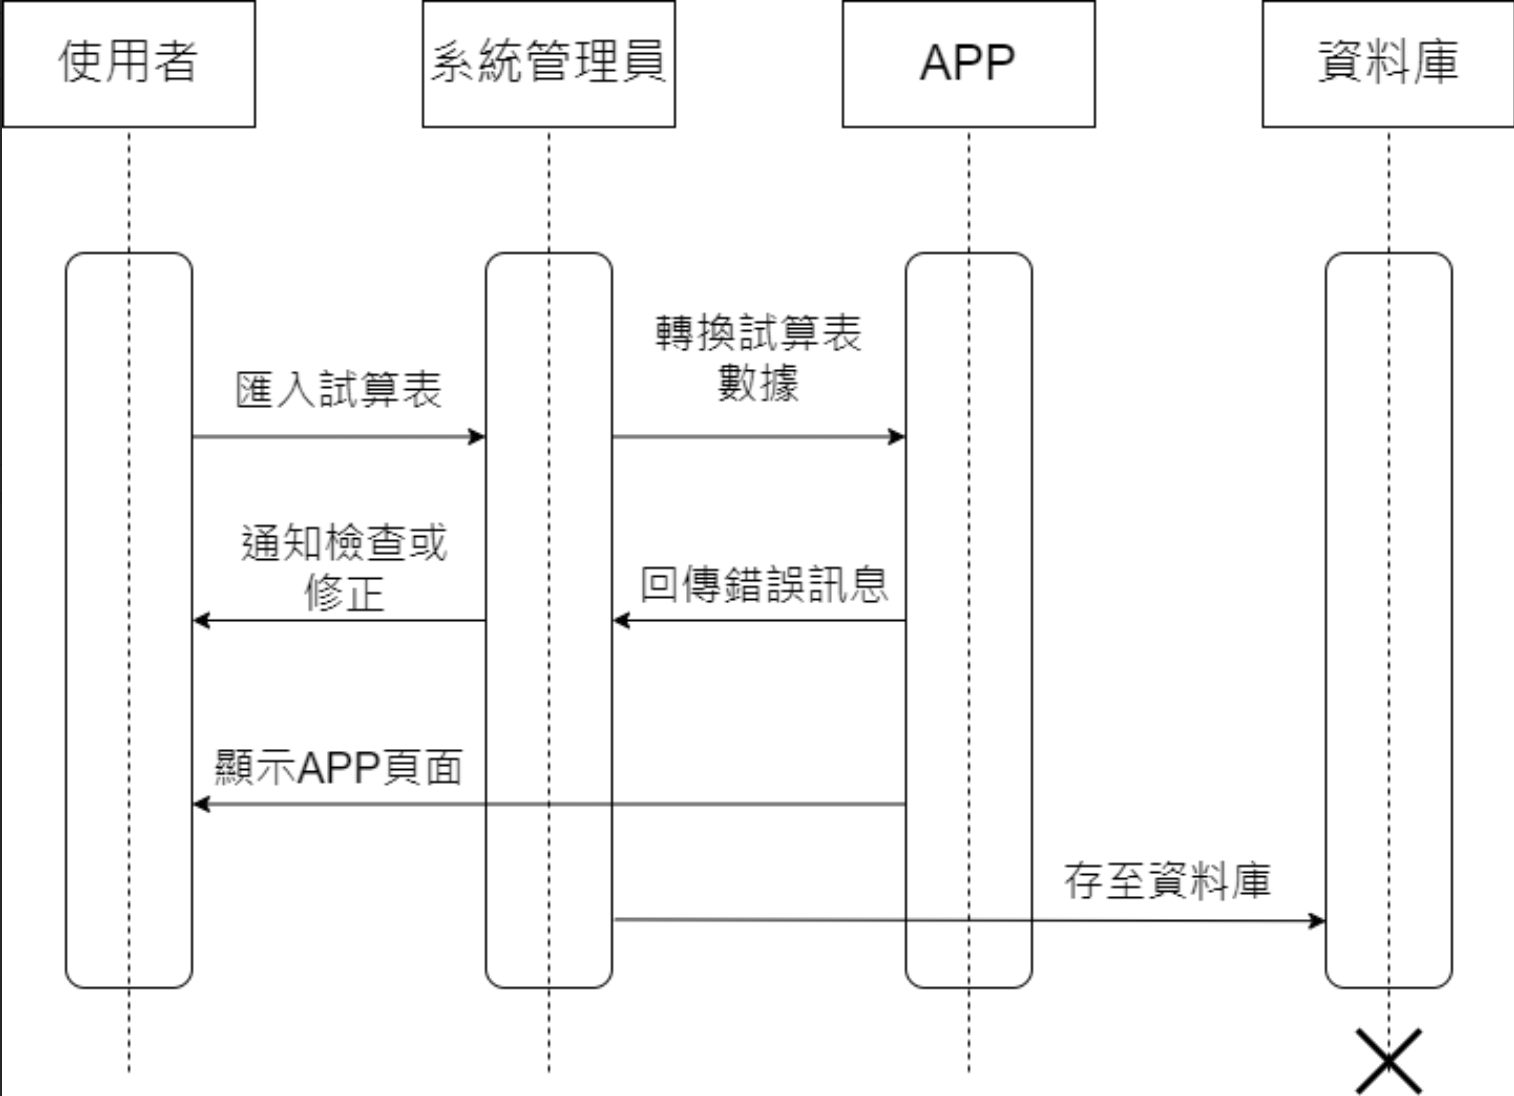 使用者
系統管理員
APP
資料庫
轉換試算表
數據
匯入試算表
通知檢查或
修正
回傳錯誤訊息
顯示APP頁面
存至資料庫